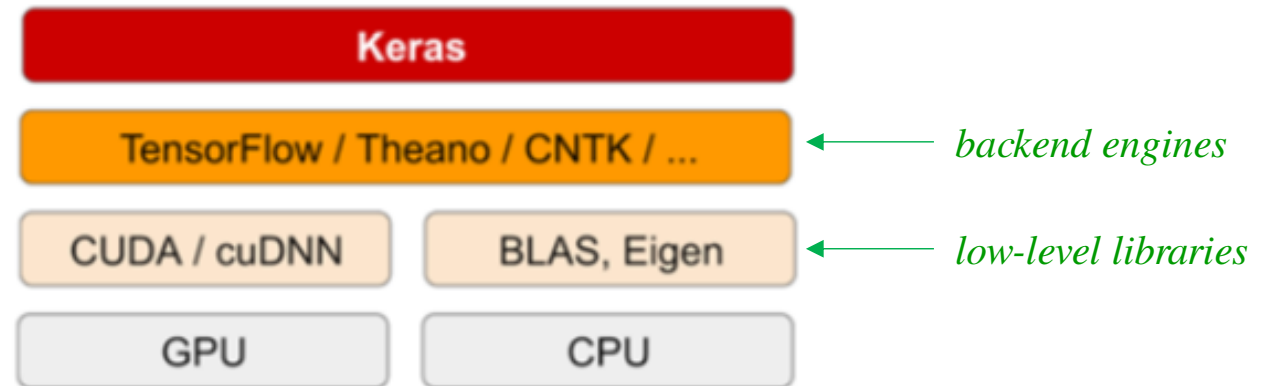 Keras
TensorFlow / Theano / CNTK / ...
backend engines
CUDA / cuDNN
BLAS, Eigen
low-level libraries
GPU
CPU